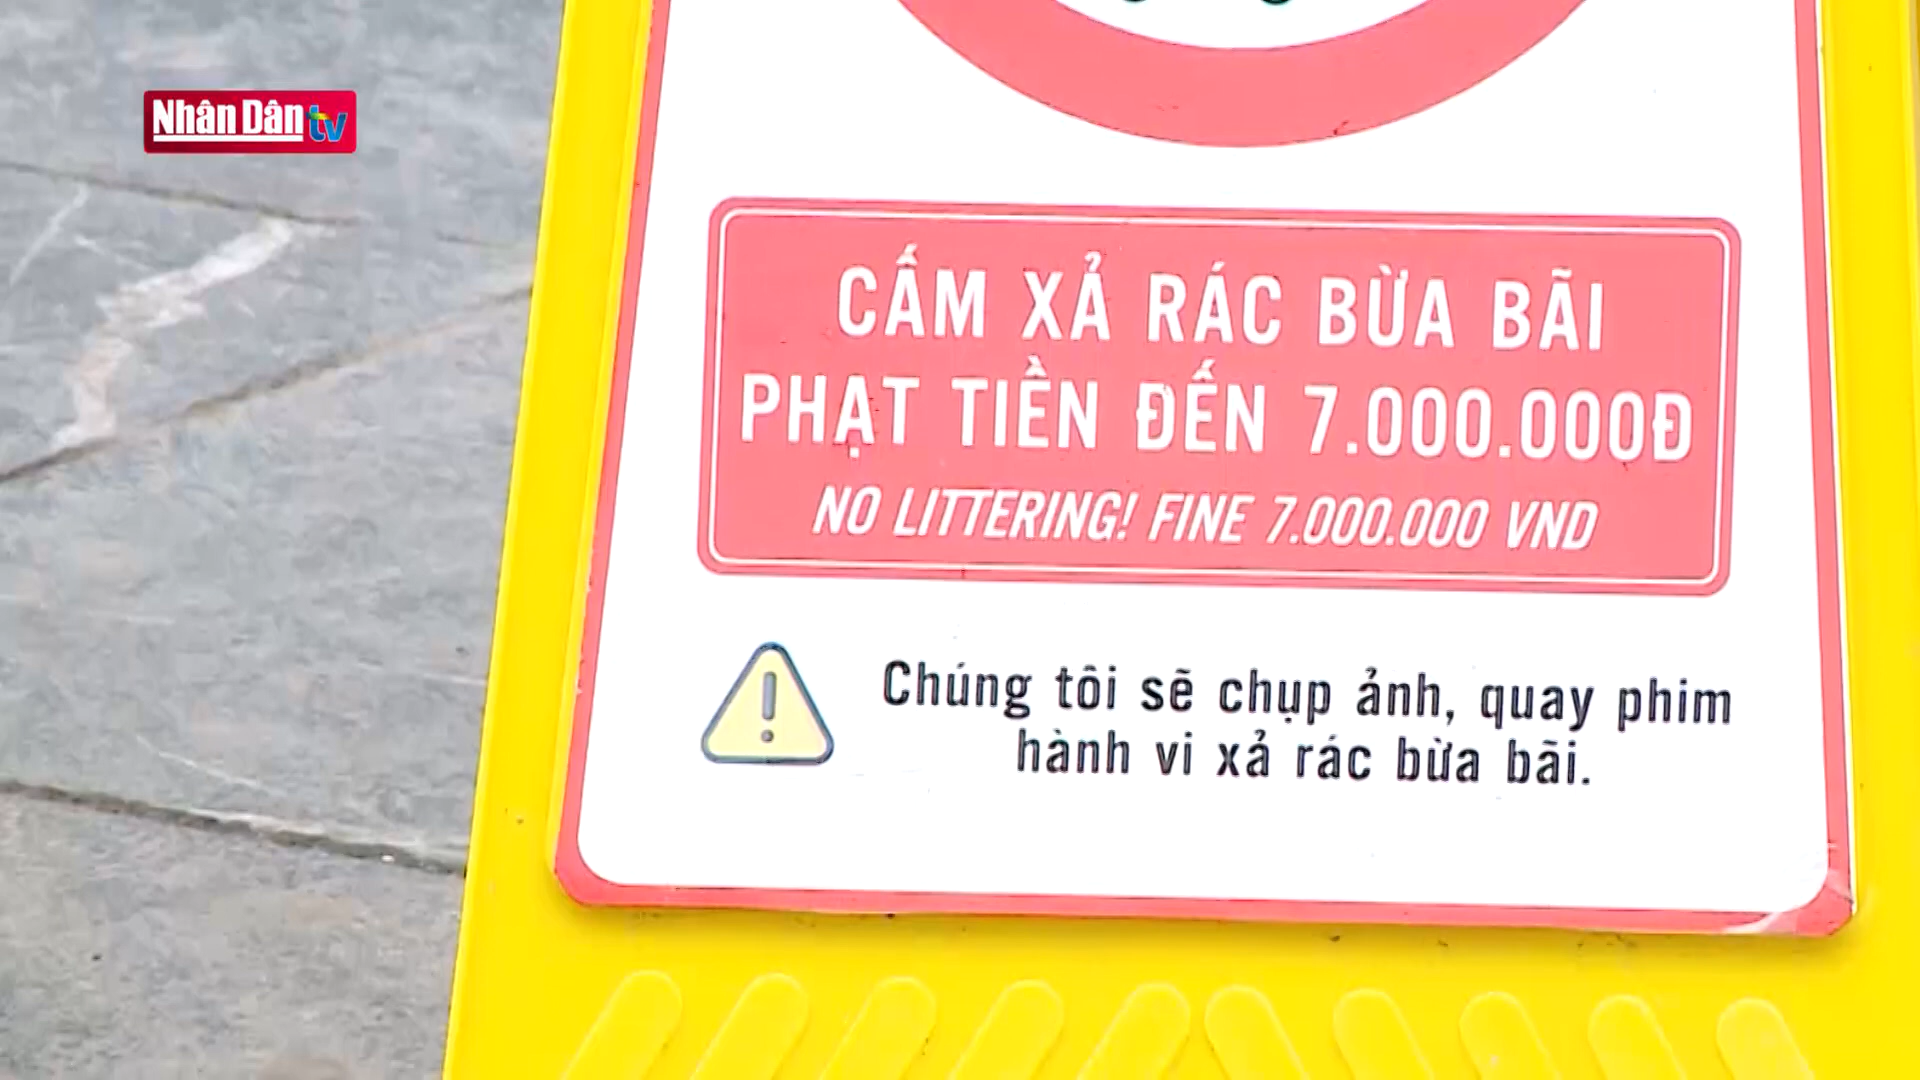 Nhân Dân tv
CẤM XẢ RÁC BỪA BÃI
PHẠT TIỀN ĐẾN 7.000.000Đ
NO LITTERING! FINE 7.000.000 VND
Chúng tôi sẽ chụp ảnh, quay phim
hành vi xả rác bừa bãi.